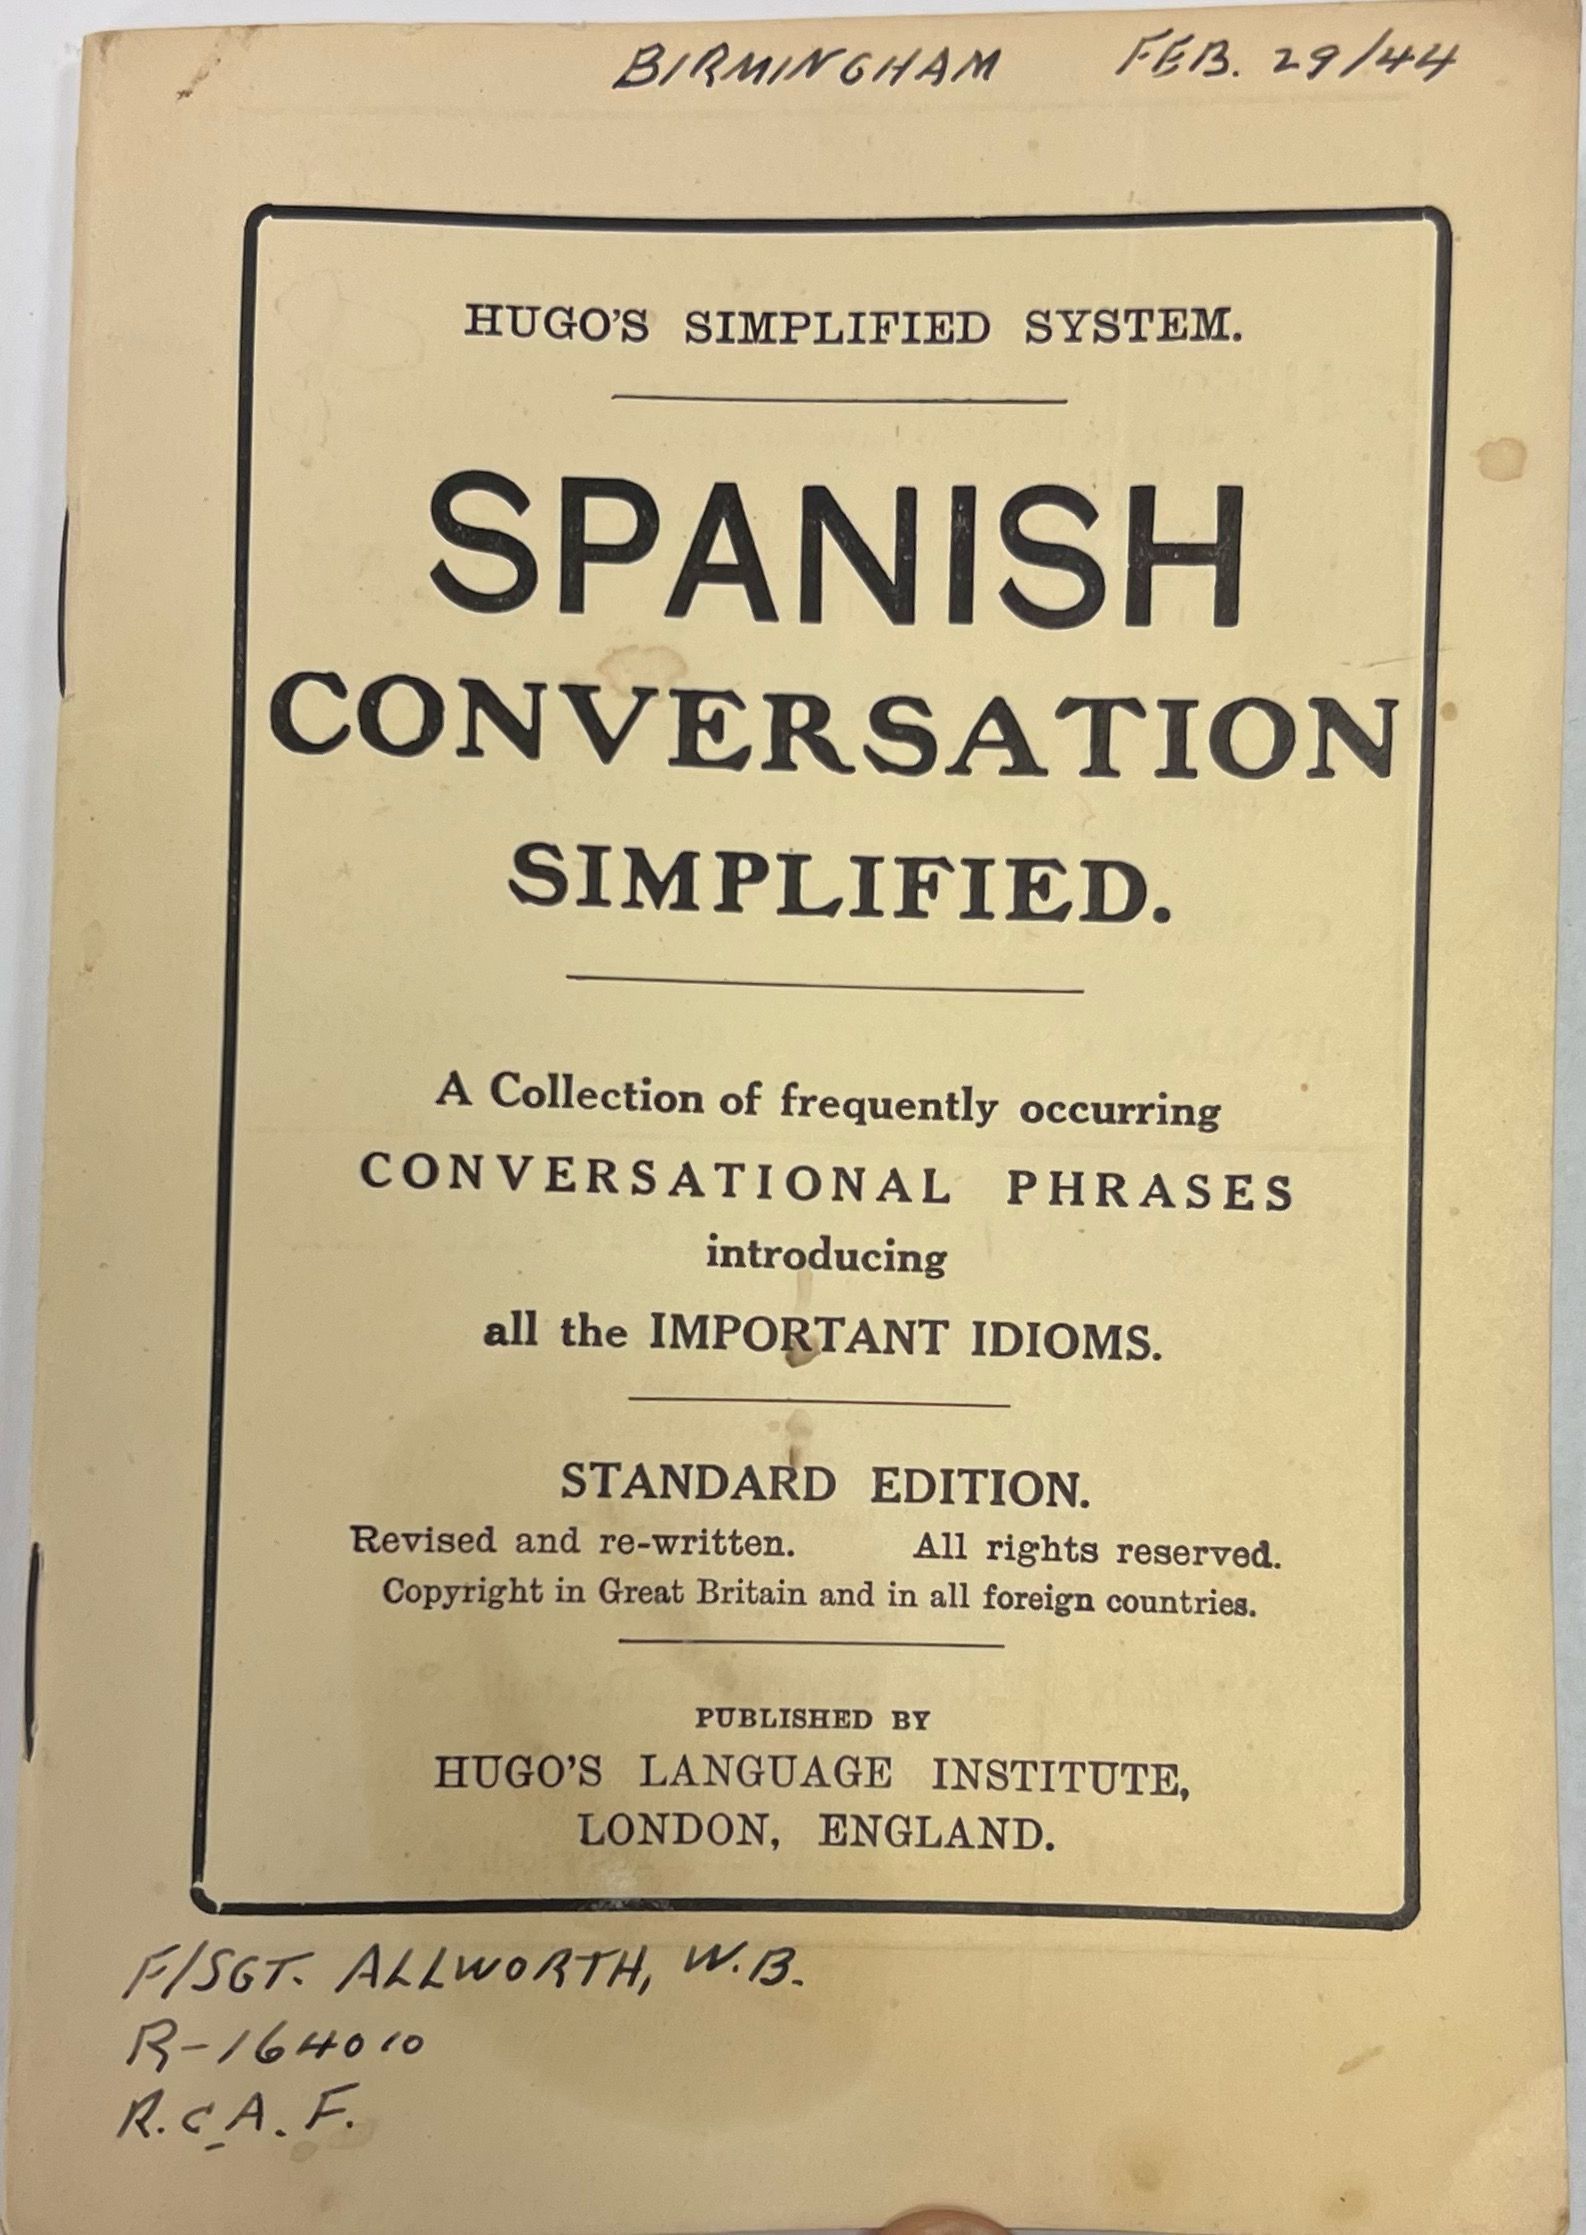 BIRMINGHAM FEB. 29/44
HUGO'S SIMPLIFIED SYSTEM.
SPANISH
CONVERSATION
SIMPLIFIED.
A Collection of frequently occurring
CONVERSATIONAL PHRASES
introducing
all the IMPORTANT IDIOMS.
STANDARD EDITION.
Revised and re-written. All rights reserved.
Copyright in Great Britain and in all foreign countries.
PUBLISHED BY
HUGO'S LANGUAGE INSTITUTE,
LONDON, ENGLAND.
F/SGT. ALLWORTH, W.B.
R-164010
R.C.A.F.